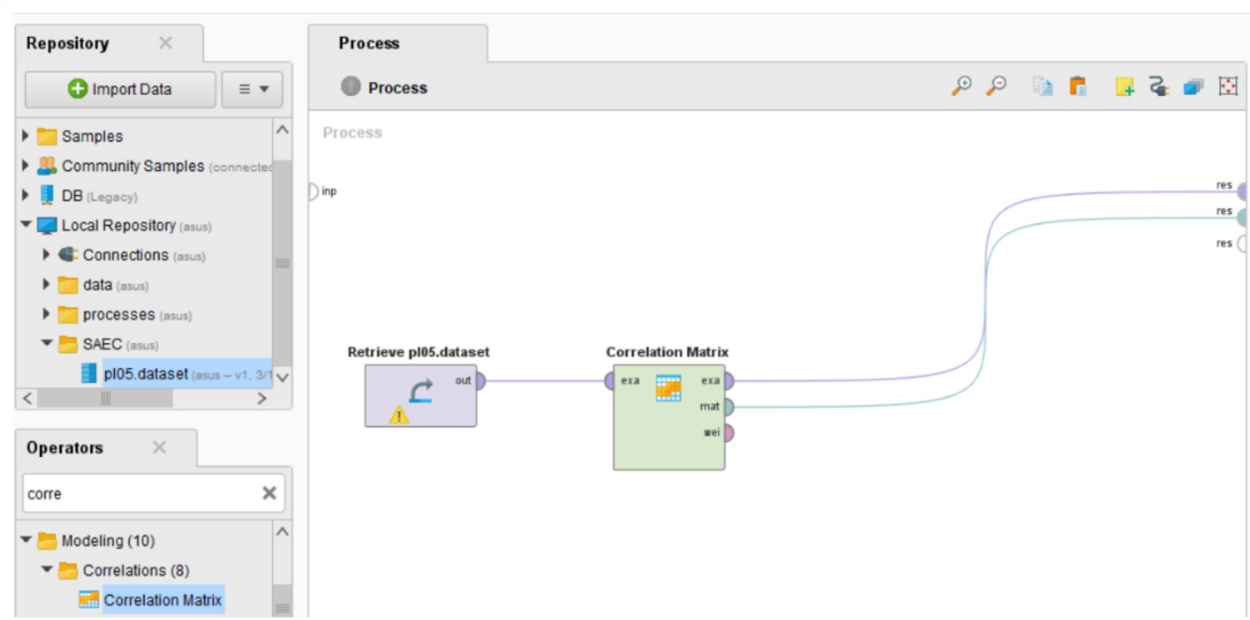 Repository
Import Data
Samples
Community Samples (connected
DB (Legacy)
Local Repository (asus)
Connections (asus)
data (asus)
processes (asus)
SAEC (asus)
pl05.dataset (asus – v1, 3/1
Operators
corre
Modeling (10)
Correlations (8)
Correlation Matrix
Process
Process
Process
inp
res
res
res
Retrieve pl05.dataset
out
Correlation Matrix
exa
exa
mat
wei